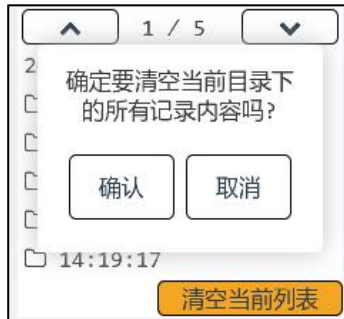 1 / 5
2
确定要清空当前目录下
的所有记录内容吗?
确认
取消
14:19:17
清空当前列表